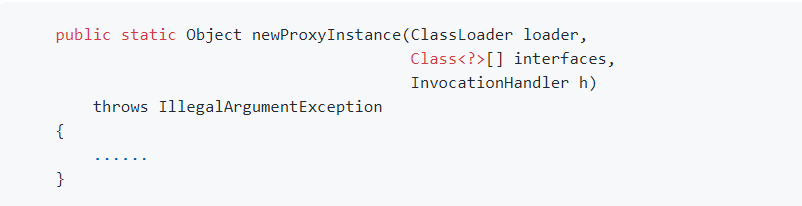 public static Object newProxyInstance(ClassLoader loader,
                                      Class<?>[] interfaces,
                                      InvocationHandler h)
    throws IllegalArgumentException
{
    ......
}